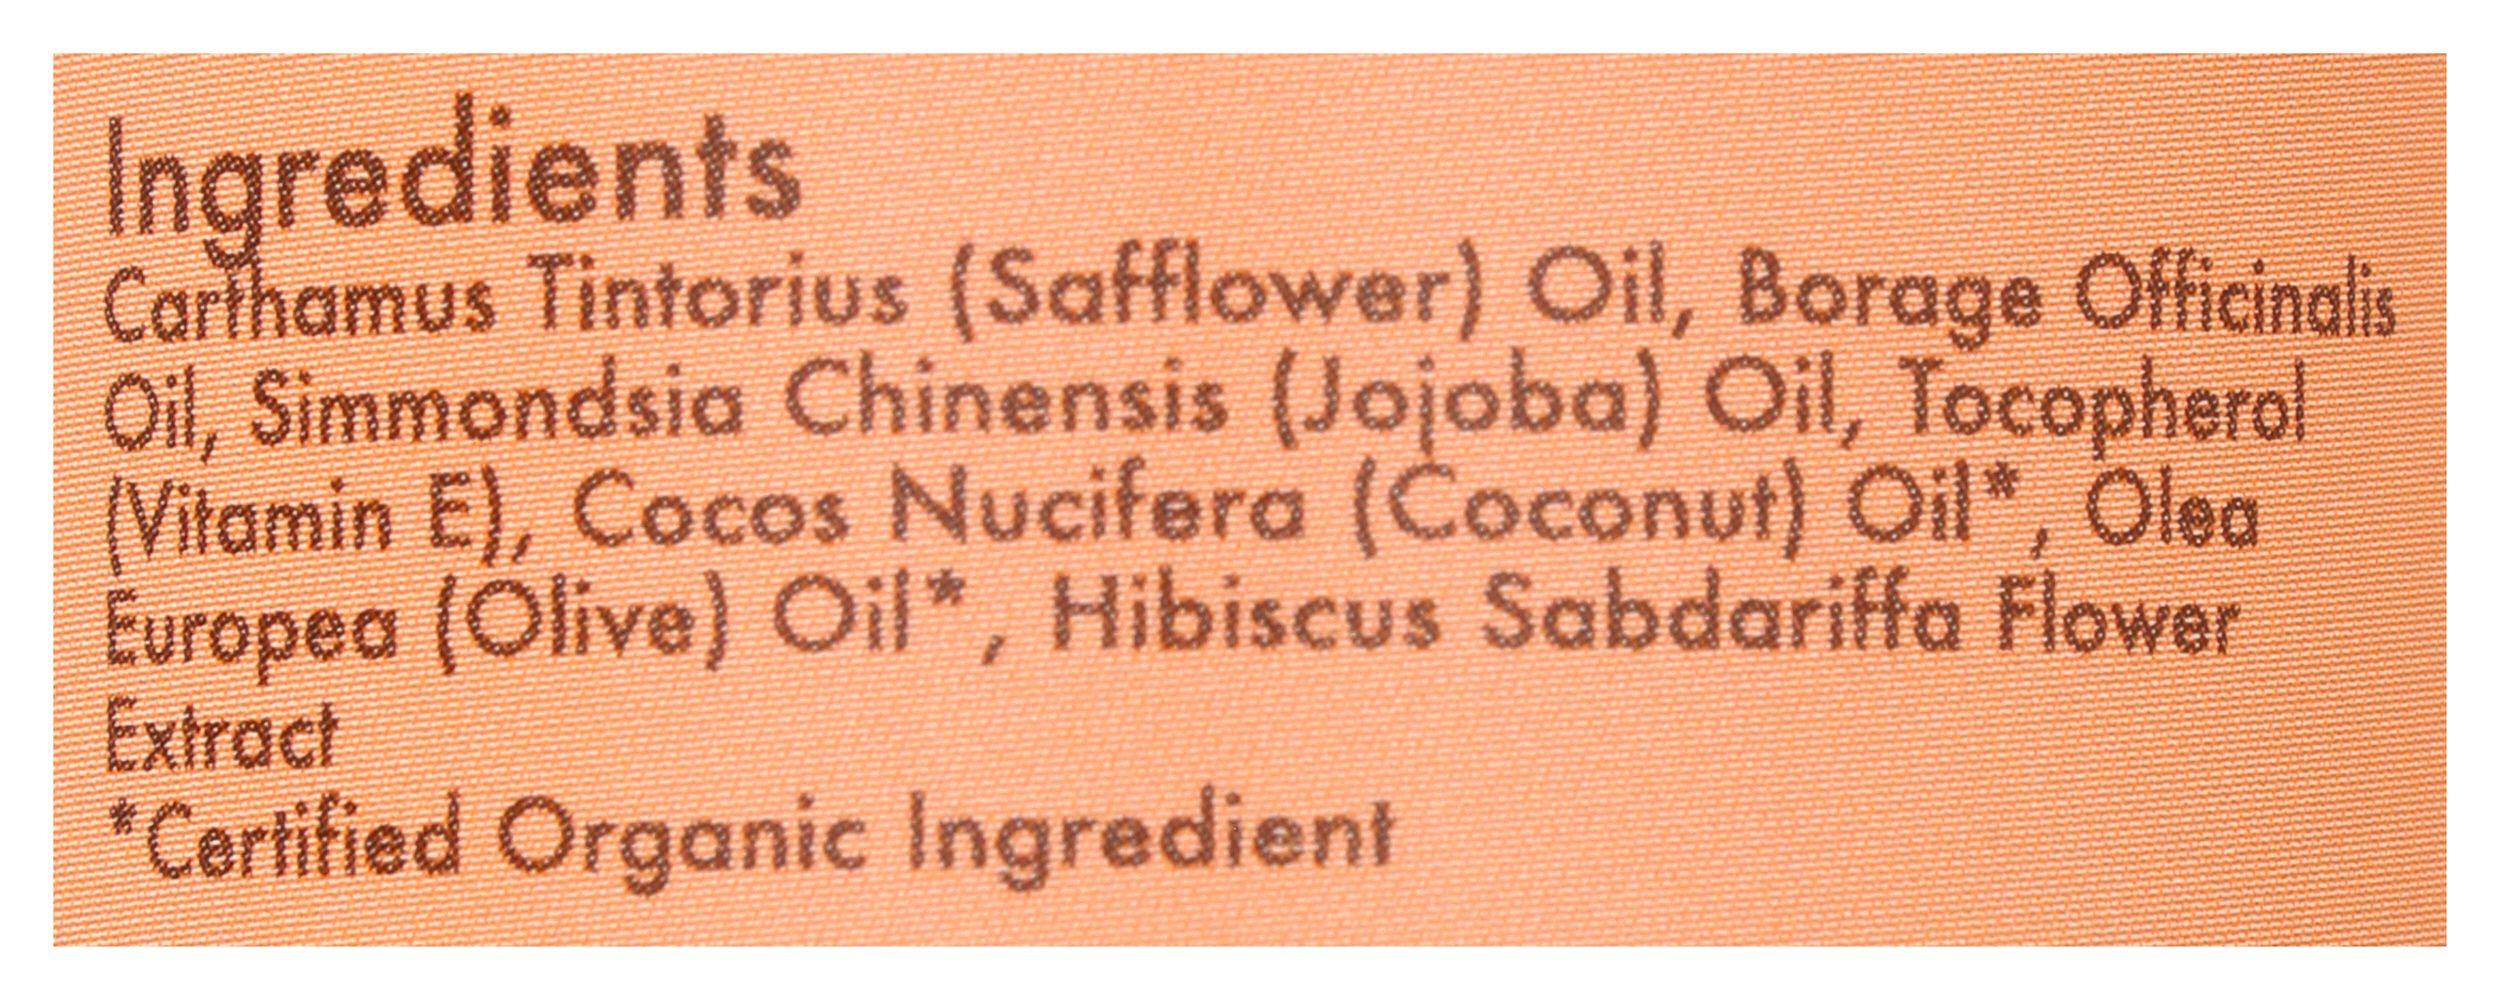 Ingredients
Carthamus Tintorius (Safflower) Oil, Borage Officinalis
Oil, Simmondsia Chinensis (Jojoba) Oil, Tocopherol
(Vitamin E), Cocos Nucifera (Coconut) Oil*, Olea
Europea (Olive) Oil*, Hibiscus Sabdariffa Flower
Extract
*Certified Organic Ingredient